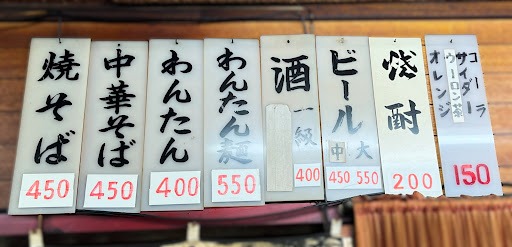 焼そば
450
中華そば
450
わんたん
400
わんたん麺
550
酒
一級
400
ビール
中 大
450 550
焼酎
200
コーラ
サイダー
ウーロン茶
オレンジ
150